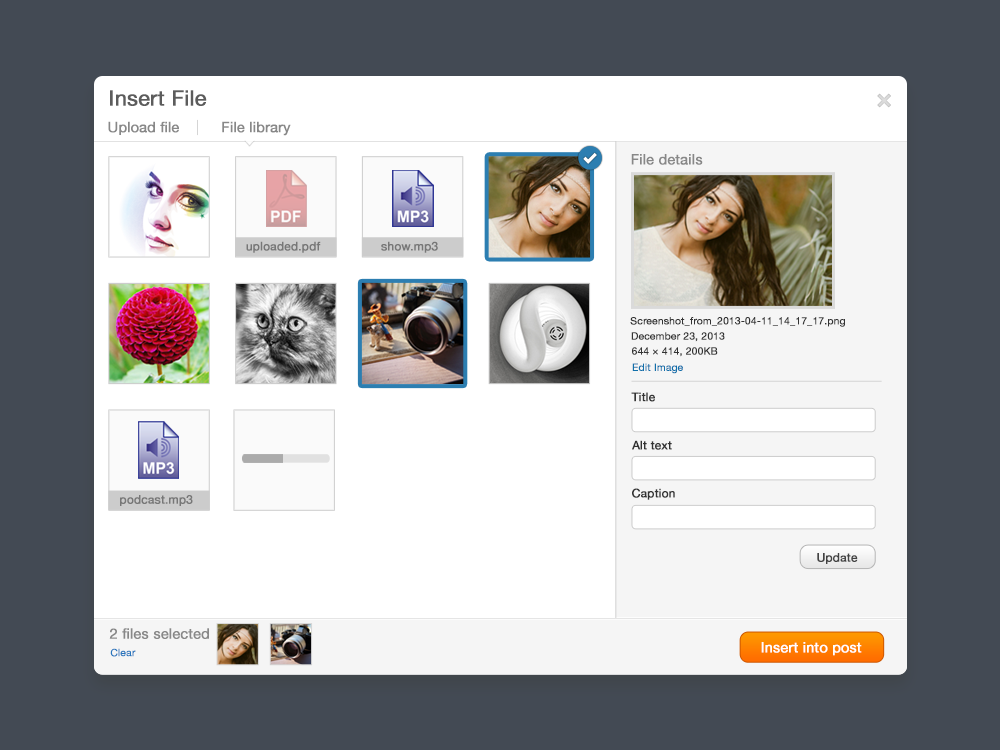 Insert File
Upload file
File library
PDF
uploaded.pdf
MP3
show.mp3
MP3
podcast.mp3
File details
Screenshot_from_2013-04-11_14_17_17.png
December 23, 2013
644 × 414, 200KB
Edit Image
Title
Alt text
Caption
Update
2 files selected
Clear
Insert into post